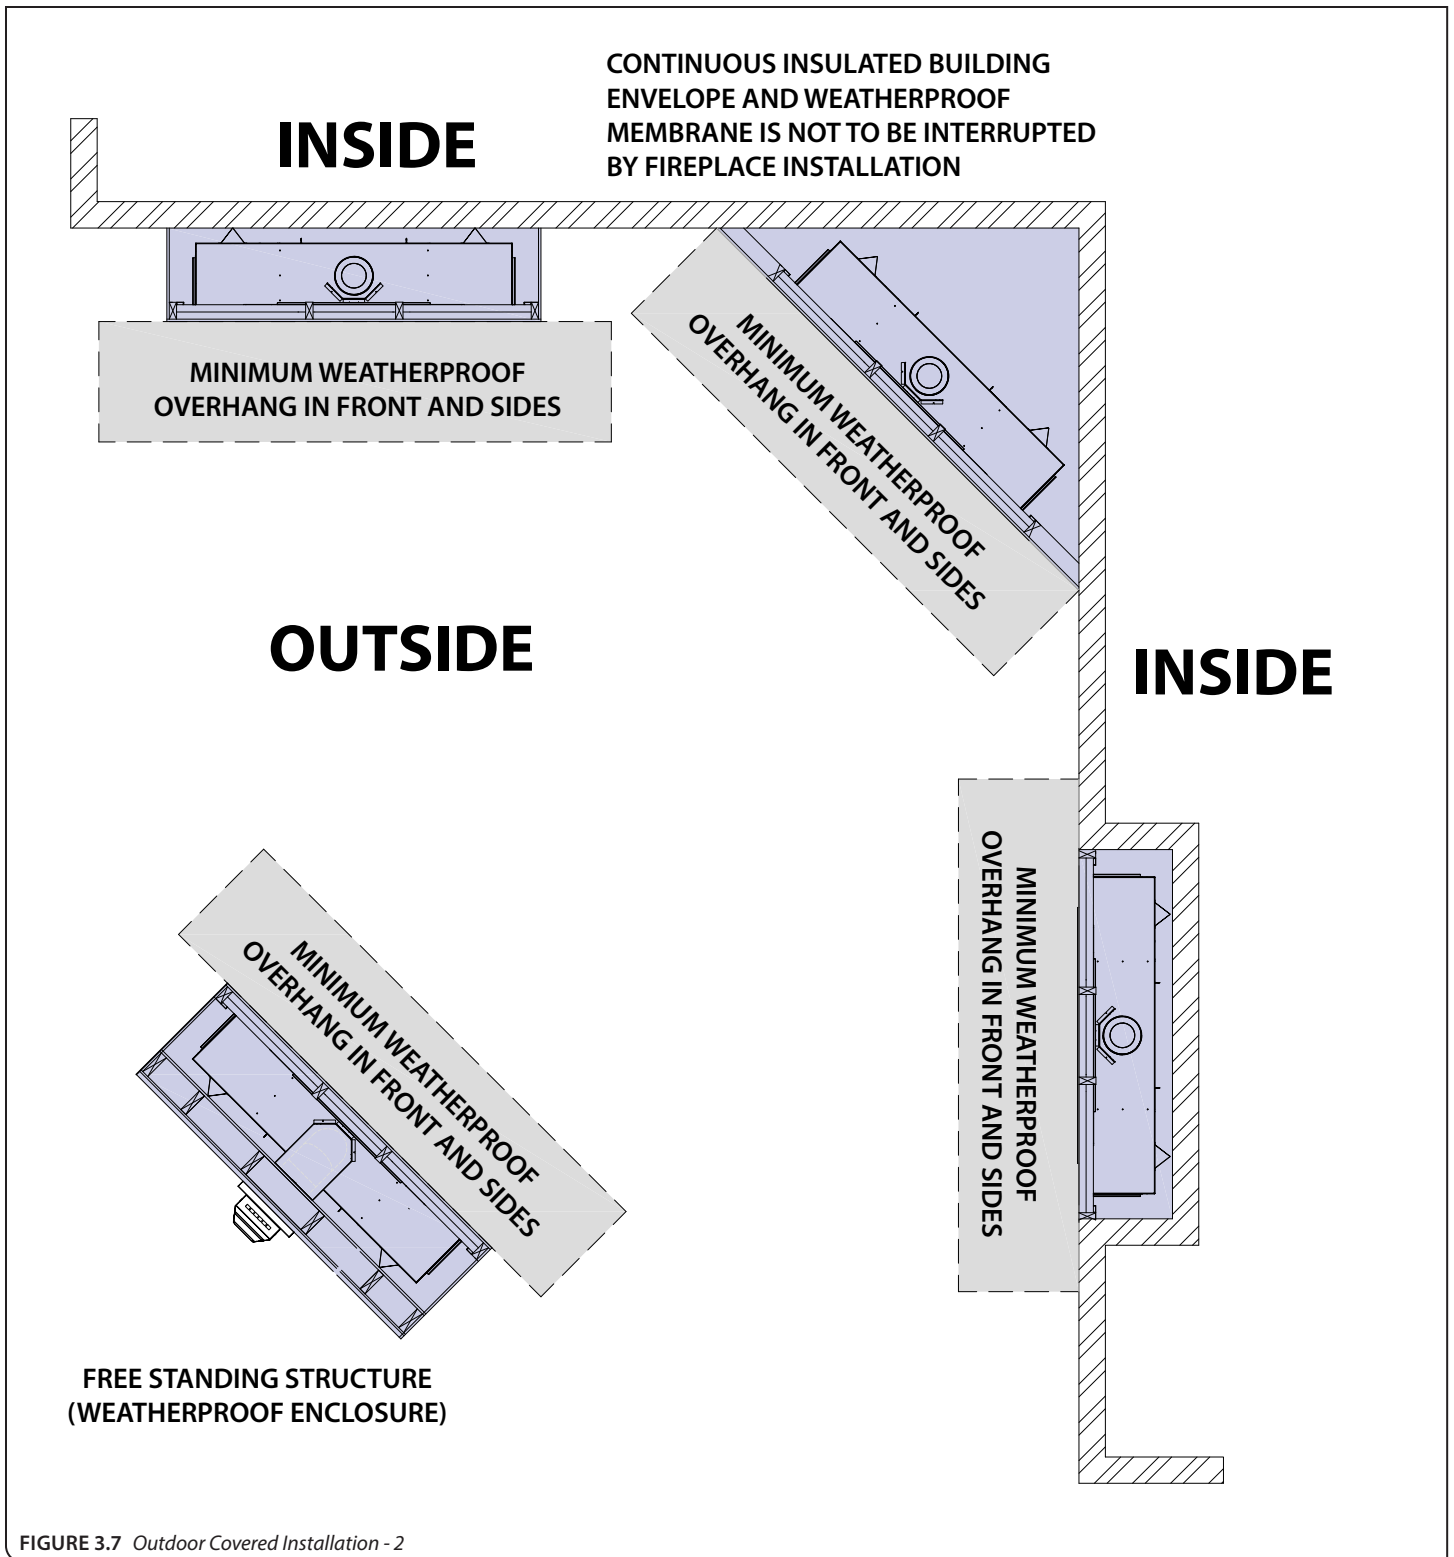 CONTINUOUS INSULATED BUILDING
ENVELOPE AND WEATHERPROOF
MEMBRANE IS NOT TO BE INTERRUPTED
BY FIREPLACE INSTALLATION
INSIDE
MINIMUM WEATHERPROOF
OVERHANG IN FRONT AND SIDES
MINIMUM WEATHERPROOF
OVERHANG IN FRONT AND SIDES
OUTSIDE
INSIDE
MINIMUM WEATHERPROOF
OVERHANG IN FRONT AND SIDES
MINIMUM WEATHERPROOF
OVERHANG IN FRONT AND SIDES
FREE STANDING STRUCTURE
(WEATHERPROOF ENCLOSURE)
FIGURE 3.7 Outdoor Covered Installation - 2